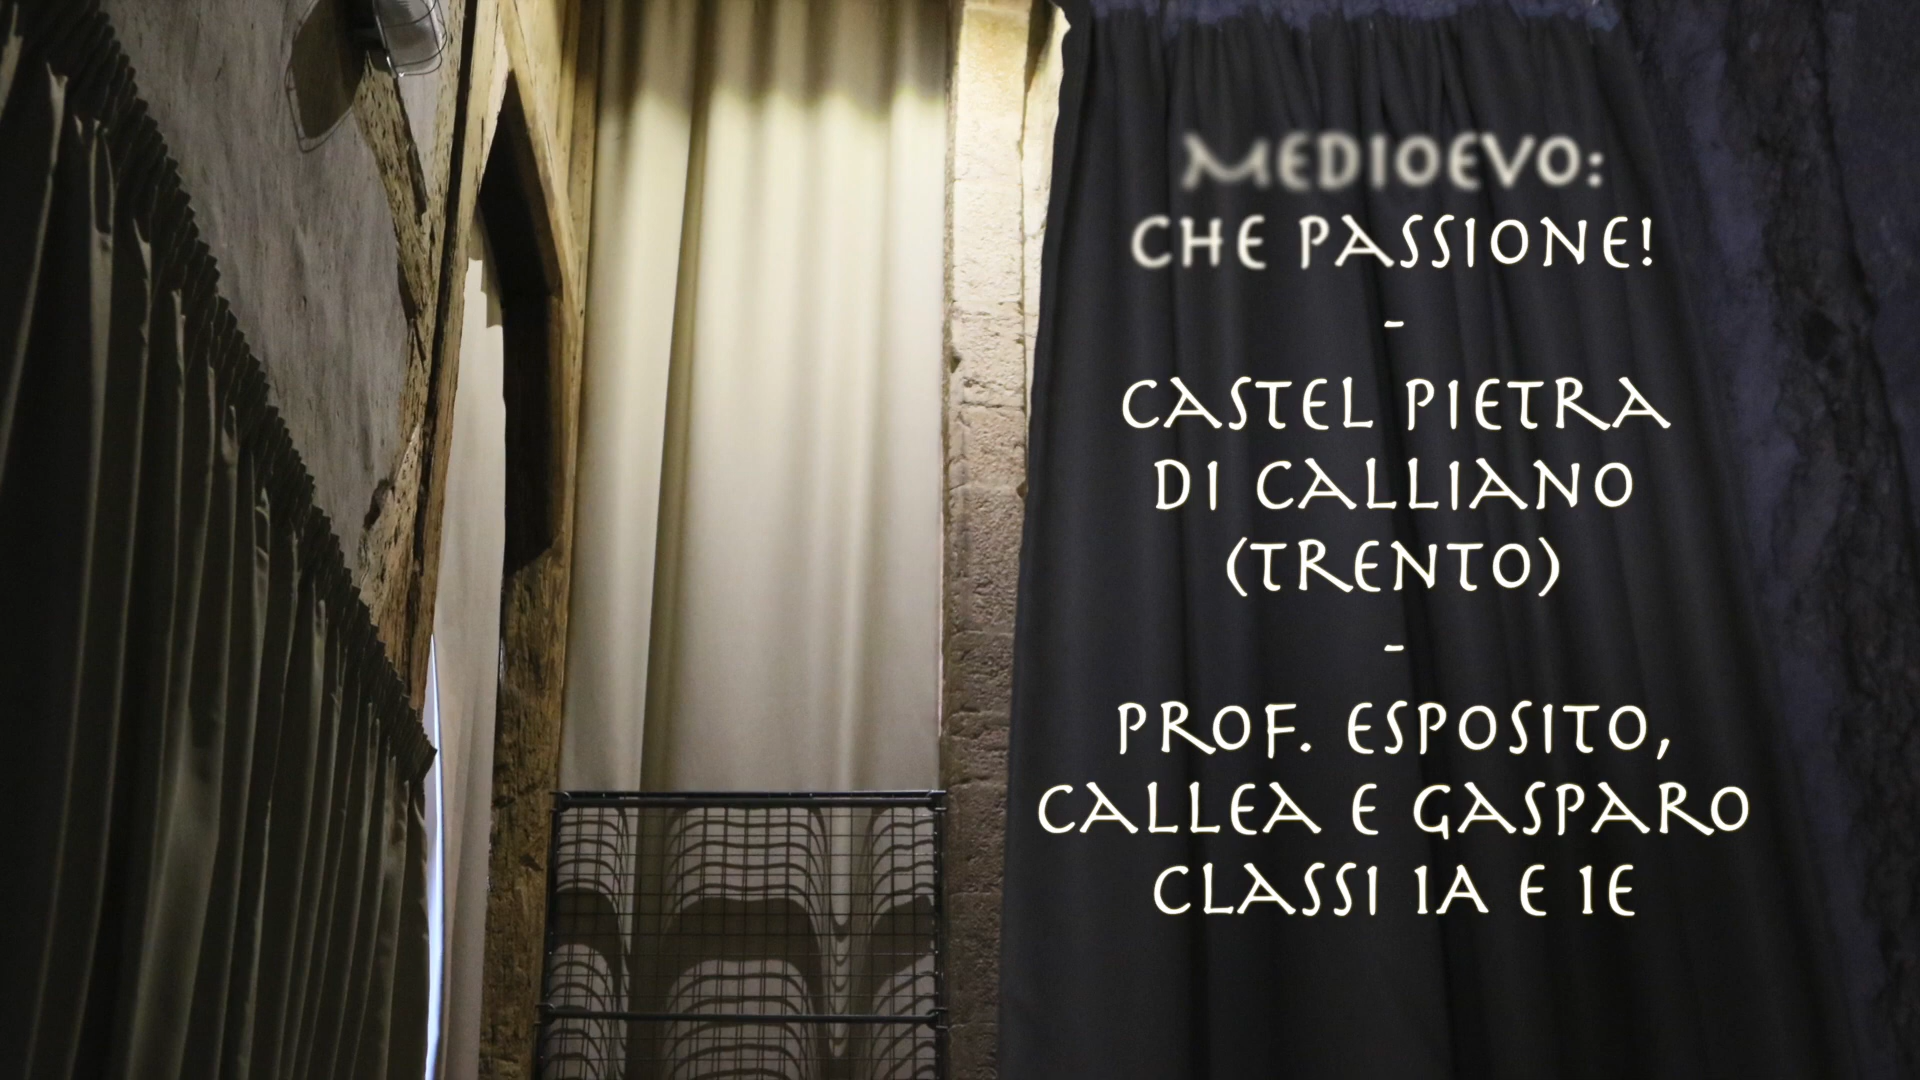 MEDIOEVO:
CHE PASSIONE!
-
CASTEL PIETRA
DI CALLIANO
(TRENTO)
-
PROF. ESPOSITO,
CALLEA E GASPARO
CLASSI 1A E 1E